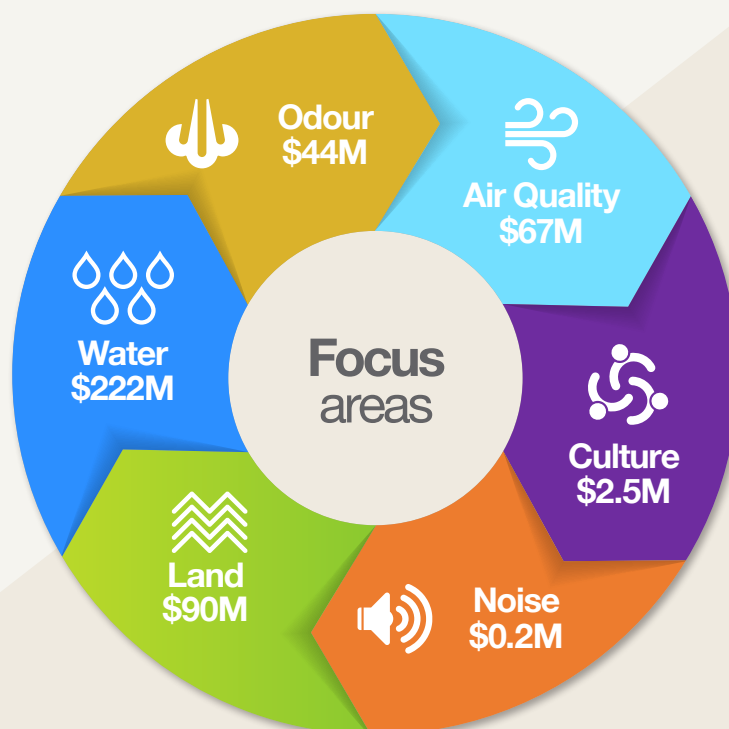 Odour
$44M
Air Quality
$67M
Water
$222M
Focus
areas
Culture
$2.5M
Land
$90M
Noise
$0.2M